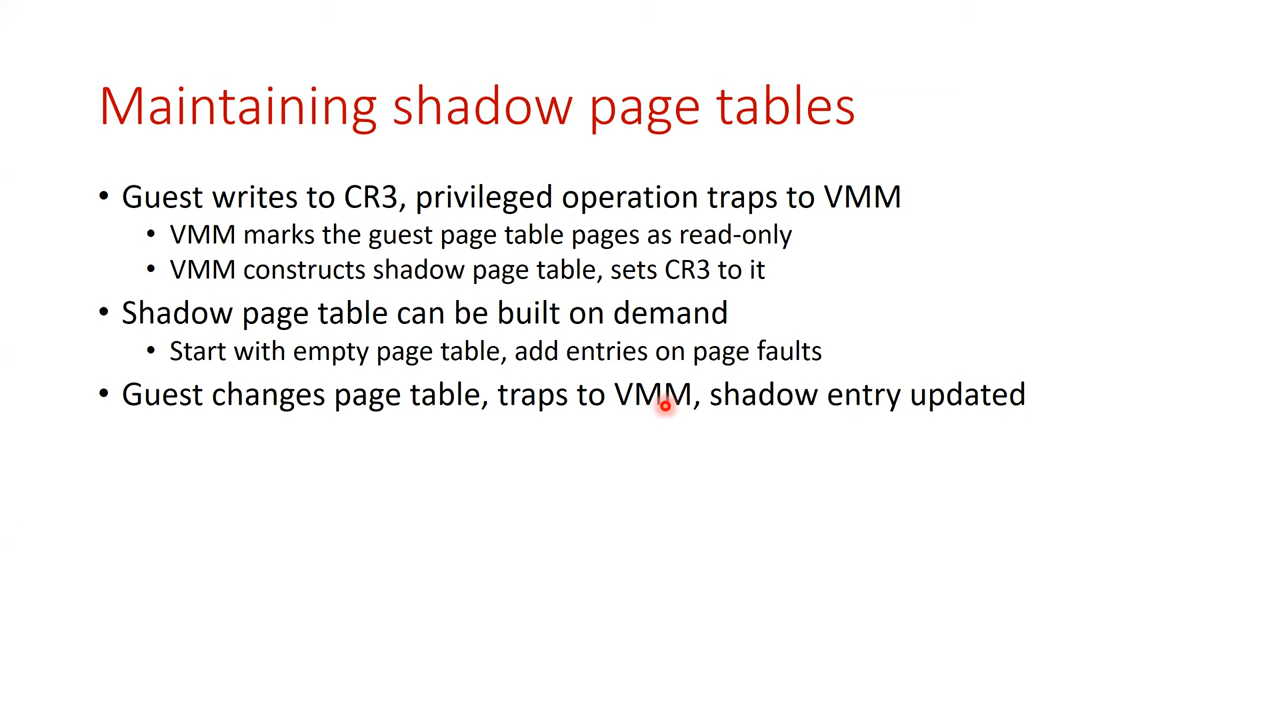 Maintaining shadow page tables
• Guest writes to CR3, privileged operation traps to VMM
• VMM marks the guest page table pages as read-only
• VMM constructs shadow page table, sets CR3 to it
• Shadow page table can be built on demand
• Start with empty page table, add entries on page faults
• Guest changes page table, traps to VMM, shadow entry updated